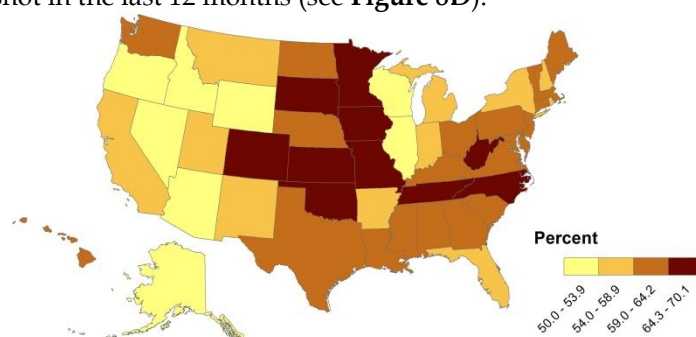 shot in the last 12 months (see Figure 8D).
Percent
50.0 - 53.9
54.0 - 58.9
59.0 - 64.2
64.3 - 70.1